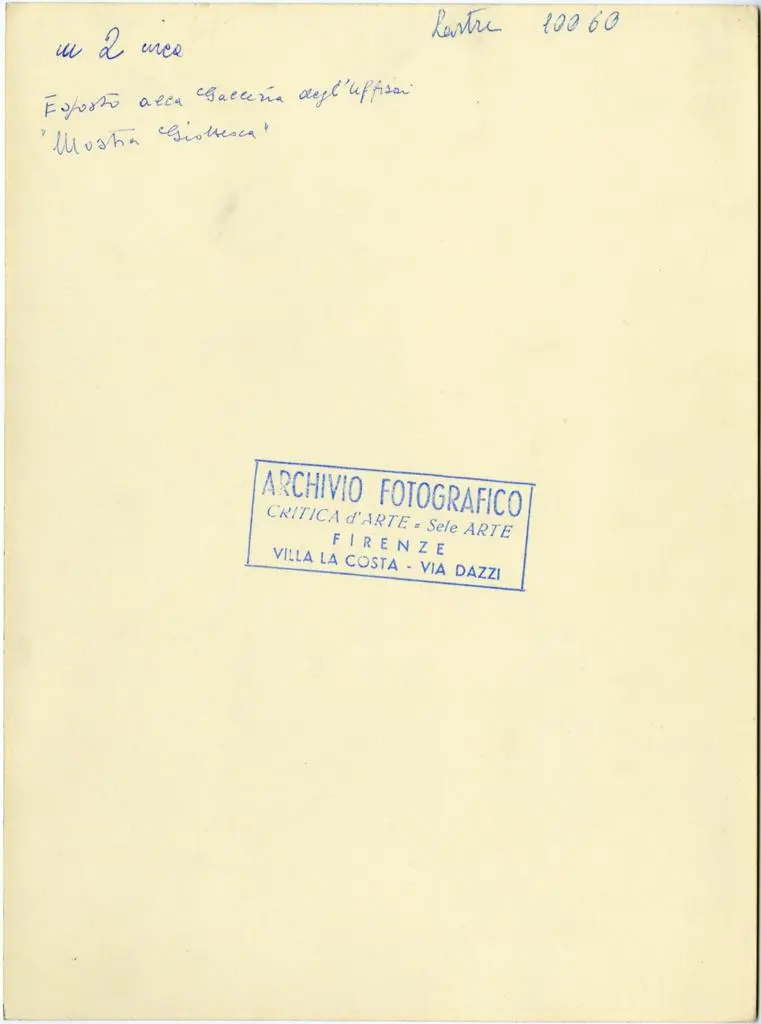 m 2 circa
Lastre 10060
Esposto alla Galleria degl'Uffizi
"Mostra Giottesca"
ARCHIVIO FOTOGRAFICO
CRITICA d'ARTE = Sele ARTE
FIRENZE
VILLA LA COSTA - VIA DAZZI